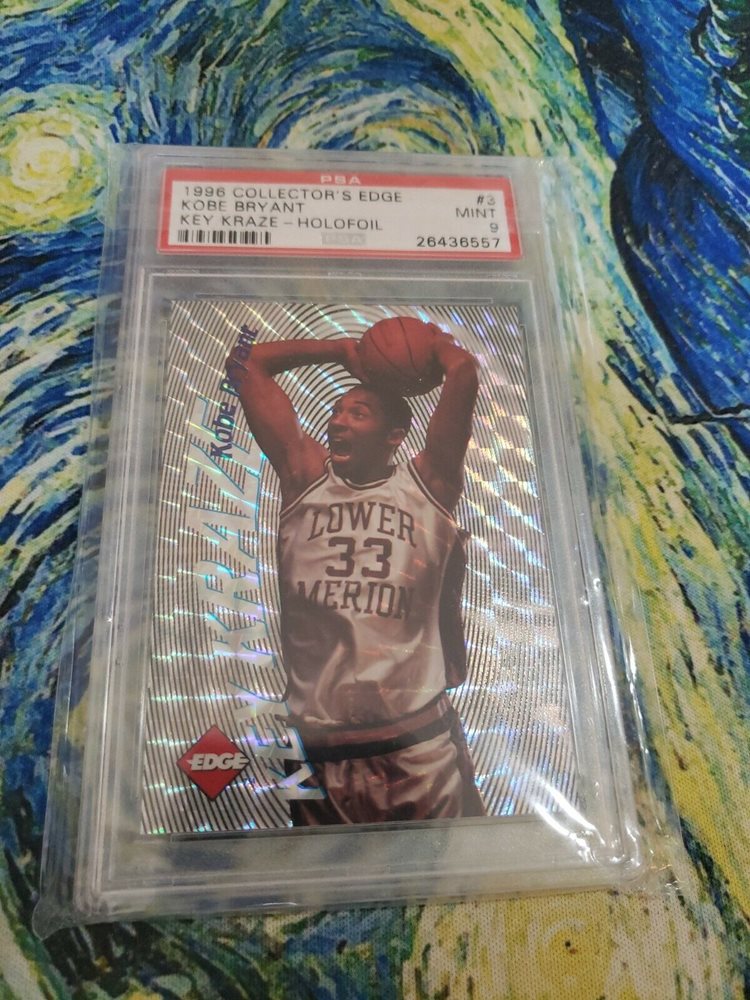 PSA
1996 COLLECTOR'S EDGE #3
KOBE BRYANT MINT
KEY KRAZE - HOLOFOIL 9
26436557
Kobe Bryant
KEY KRAZE
LOWER
33
MERION
EDGE